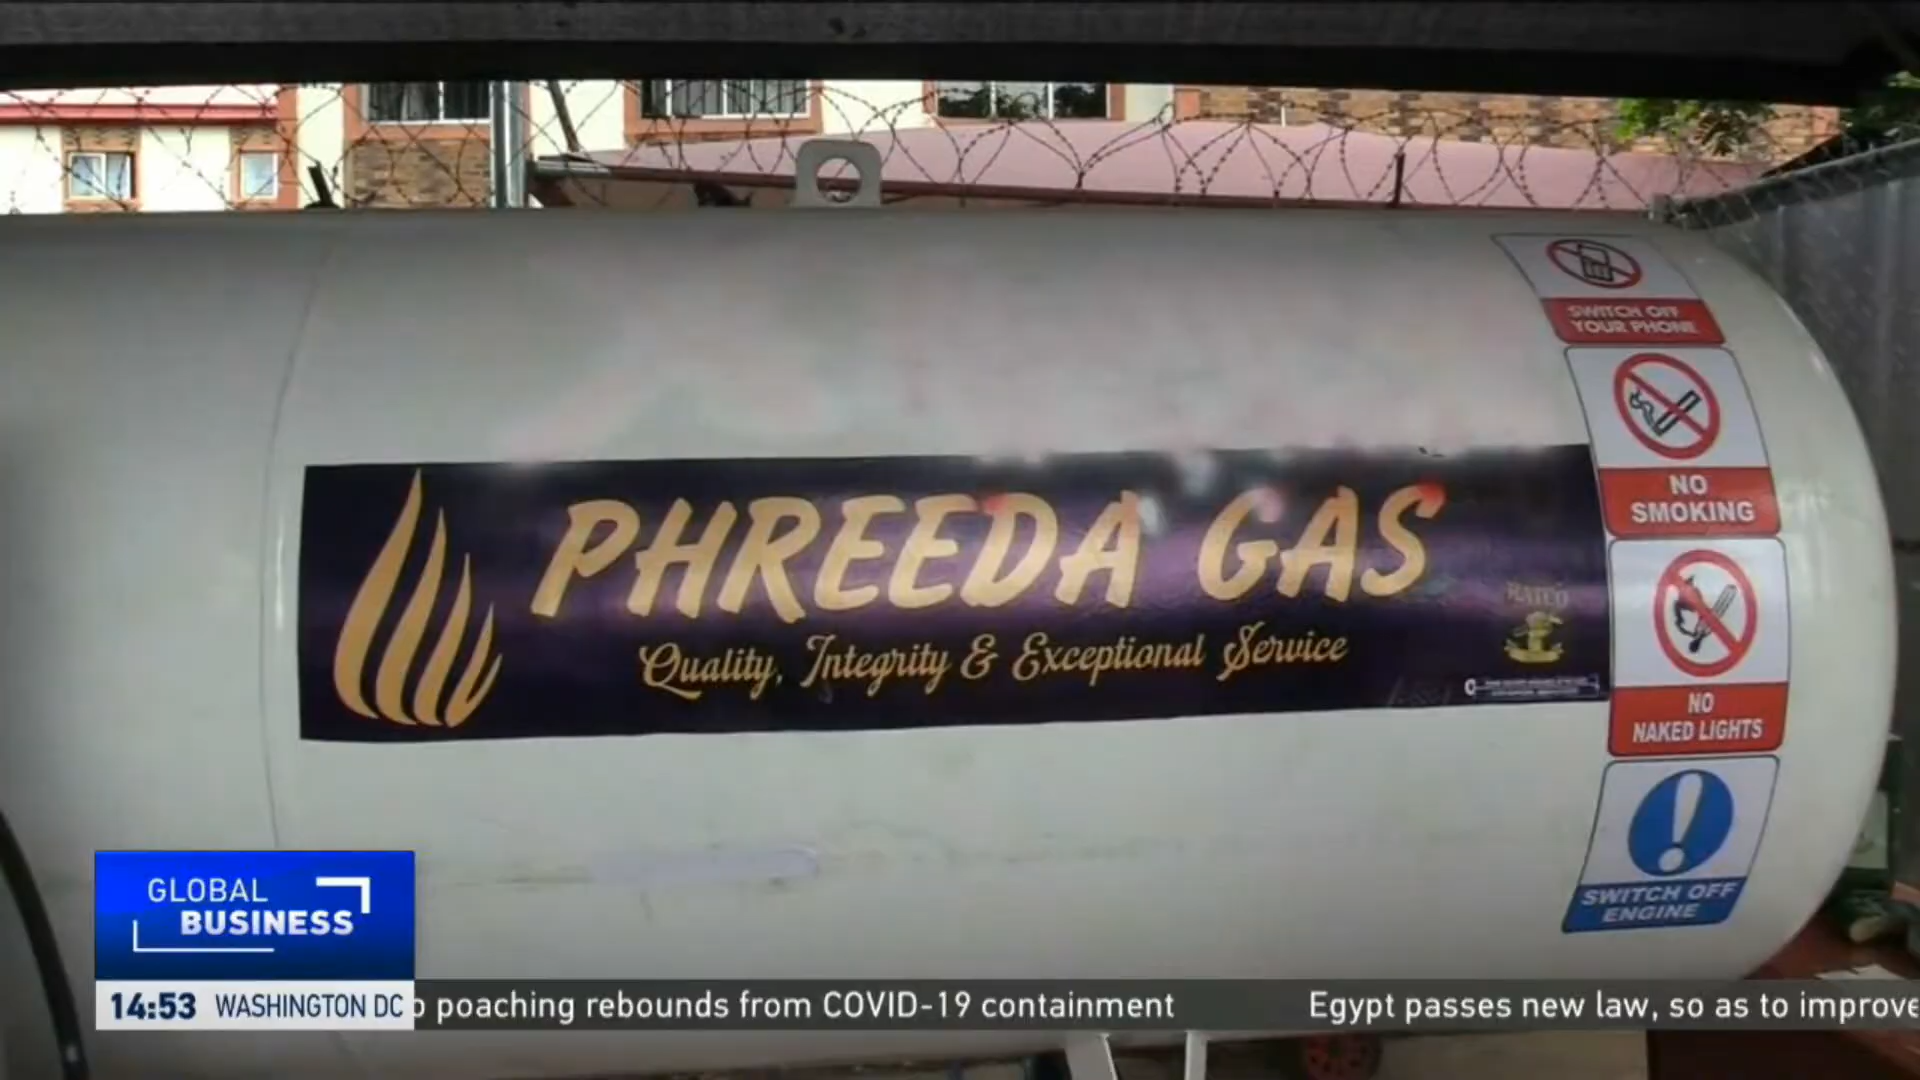 SWITCH OFF
YOUR PHONE
NO
SMOKING
PHREEDA GAS
Quality, Integrity & Exceptional Service
NO
NAKED LIGHTS
SWITCH OFF
ENGINE
GLOBAL
BUSINESS
14:53 WASHINGTON DC
poaching rebounds from COVID-19 containment
Egypt passes new law, so as to improve